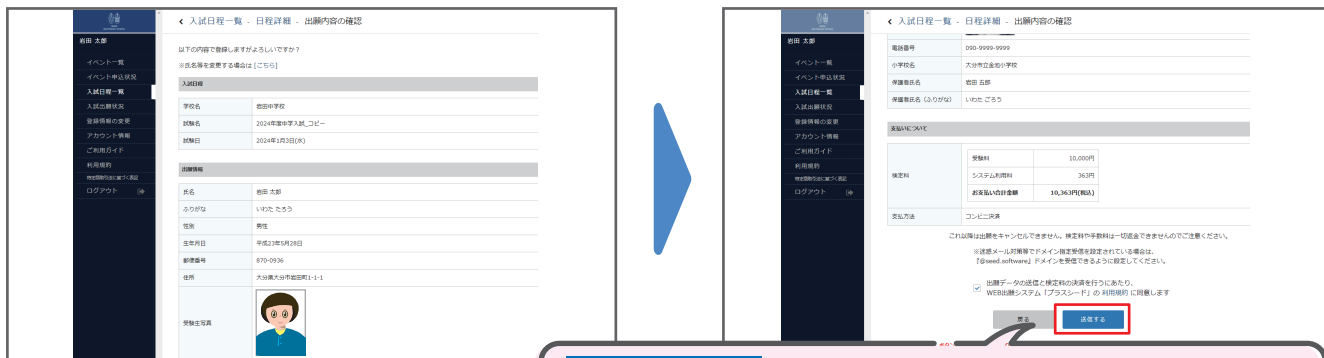 岩田 太郎
イベント一覧
イベント申込状況
入試日程一覧
入試出願状況
登録情報の変更
アカウント情報
ご利用ガイド
利用規約
特定商取引法に基づく表記
ログアウト
入試日程一覧 - 日程詳細 - 出願内容の確認
以下の内容で登録しますがよろしいですか？
※氏名等を変更する場合は [こちら]
入試日程
学校名 岩田中学校
試験名 2024年度中学入試_コピー
試験日 2024年1月3日(水)
出願情報
氏名 岩田 太郎
ふりがな いわた たろう
性別 男性
生年月日 平成23年5月28日
郵便番号 870-0936
住所 大分県大分市岩田町1-1-1
受験生写真
岩田 太郎
イベント一覧
イベント申込状況
入試日程一覧
入試出願状況
登録情報の変更
アカウント情報
ご利用ガイド
利用規約
特定商取引法に基づく表記
ログアウト
入試日程一覧 - 日程詳細 - 出願内容の確認
電話番号 090-9999-9999
小学校名 大分市立金池小学校
保護者氏名 岩田 五郎
保護者氏名（ふりがな） いわた ごろう
支払いについて
検定料
受験料 10,000円
システム利用料 363円
お支払い合計金額 10,363円(税込)
支払方法 コンビニ決済
これ以降は出願をキャンセルできません。検定料や手数料は一切返金できませんのでご注意ください。
※迷惑メール対策等でドメイン指定受信を設定されている場合は、
『@seed.software』ドメインを受信できるように設定してください。
出願データの送信と検定料の決済を行うにあたり、
WEB出願システム「プラスシード」の 利用規約 に同意します
戻る 送信する